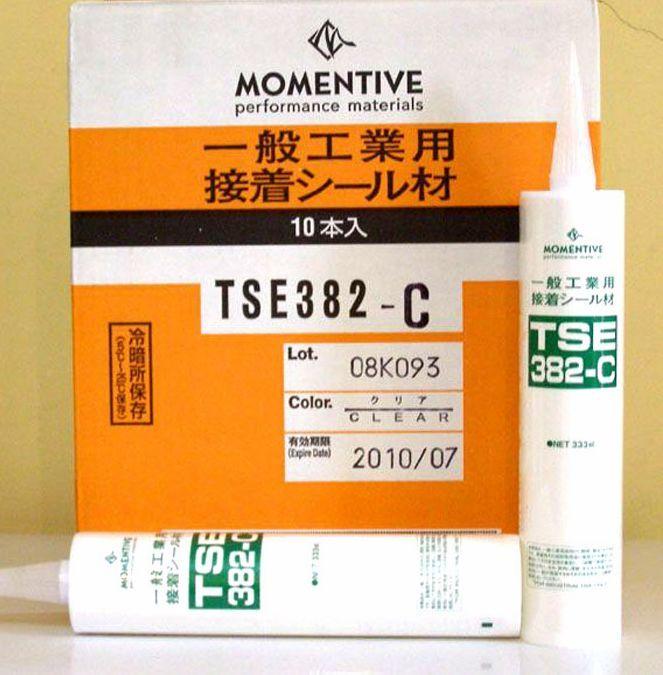 MOMENTIVE
performance materials
一般工業用
接着シール材
10本入
TSE382-C
Lot. 08K093
Color. クリア
CLEAR
有効期限
(Expire Date) 2010/07
冷暗所保存
MOMENTIVE
performance materials
一般工業用
接着シール材
TSE
382-C
●NET 333ml
MOMENTIVE
一般工業用
接着シール材
TSE
382-C
●NET 333ml